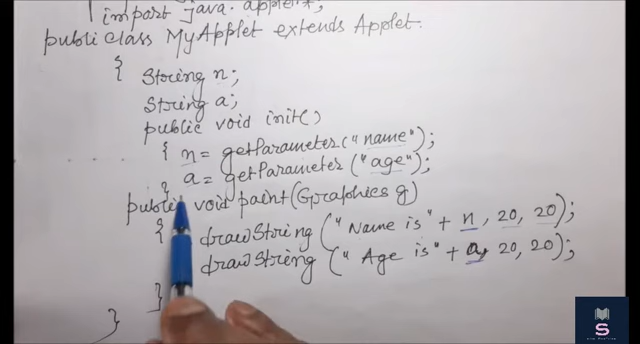 import java.applet.*;
public class MyApplet extends Applet
{ String n;
String a;
public void init()
{ n = getParameter("name");
a = getParameter("age");
}
public void paint(Graphics g)
{ drawString("Name is" + n, 20, 20);
drawString("Age is" + a, 20, 20);
}
}
S